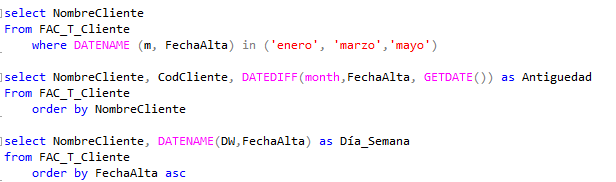 select NombreCliente
From FAC_T_Cliente
where DATENAME (m, FechaAlta) in ('enero', 'marzo','mayo')
select NombreCliente, CodCliente, DATEDIFF(month,FechaAlta, GETDATE()) as Antiguedad
From FAC_T_Cliente
order by NombreCliente
select NombreCliente, DATENAME(DW,FechaAlta) as Día_Semana
from FAC_T_Cliente
order by FechaAlta asc